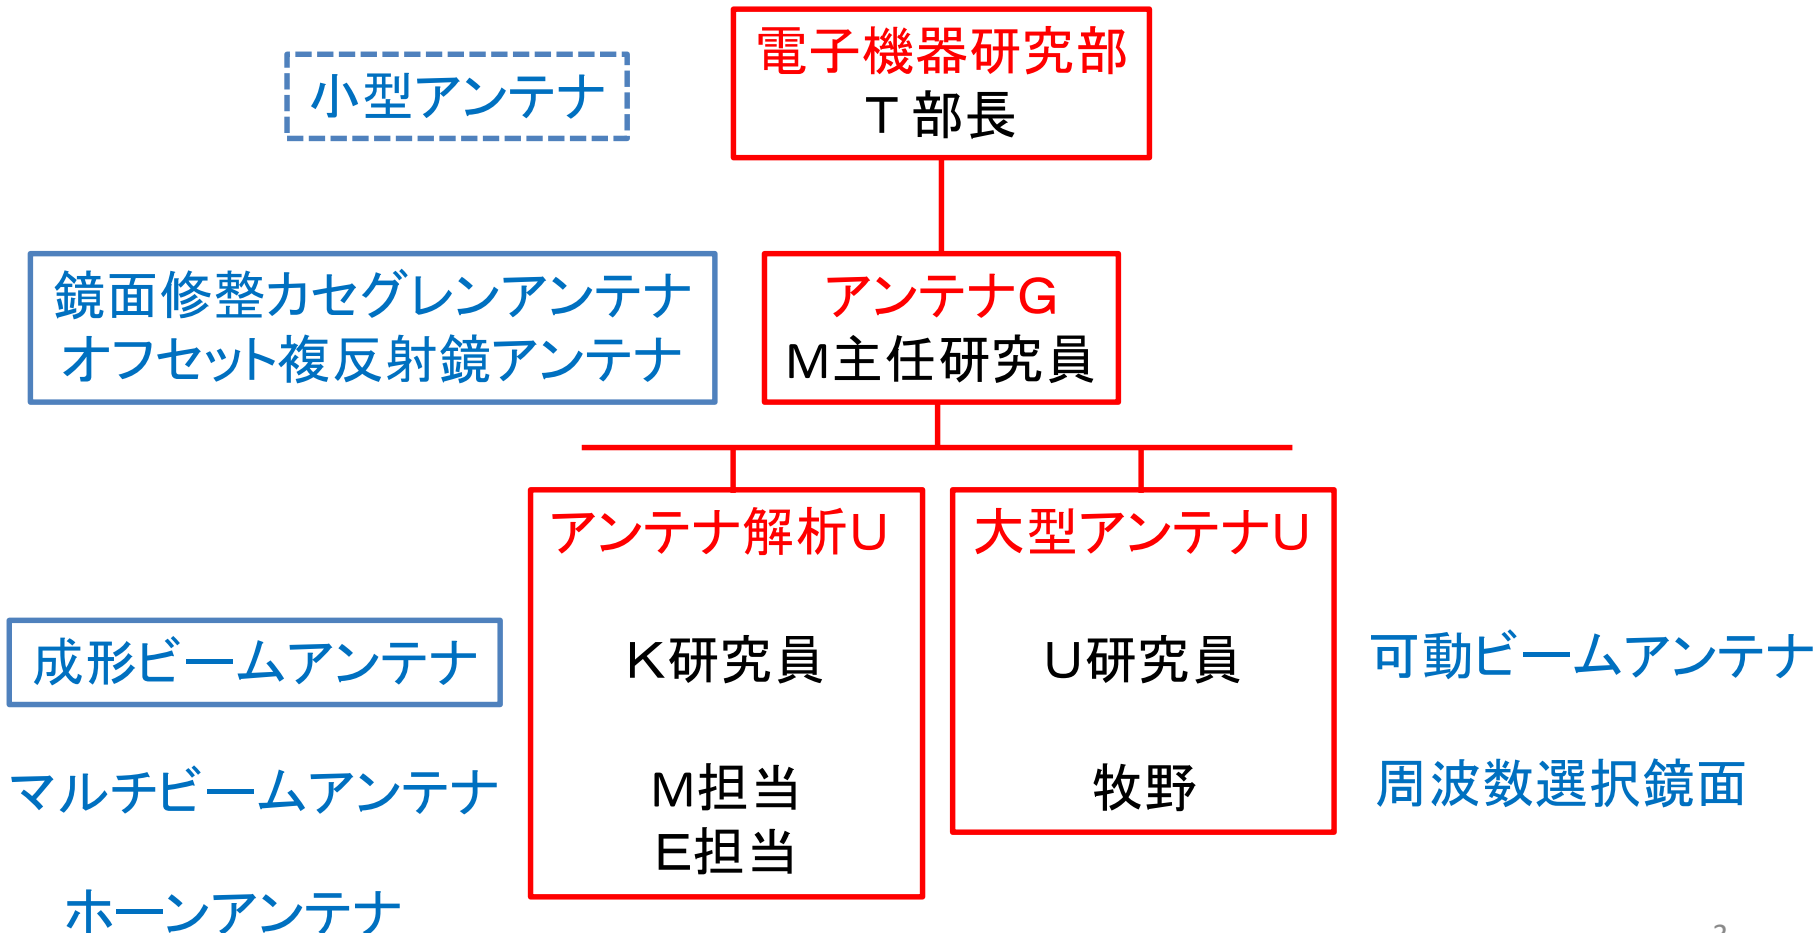 小型アンテナ
電子機器研究部
Ｔ部長
鏡面修整カセグレンアンテナ
オフセット複反射鏡アンテナ
アンテナＧ
Ｍ主任研究員
アンテナ解析Ｕ
大型アンテナＵ
成形ビームアンテナ
Ｋ研究員
Ｕ研究員
可動ビームアンテナ
マルチビームアンテナ
Ｍ担当
Ｅ担当
牧野
周波数選択鏡面
ホーンアンテナ
2